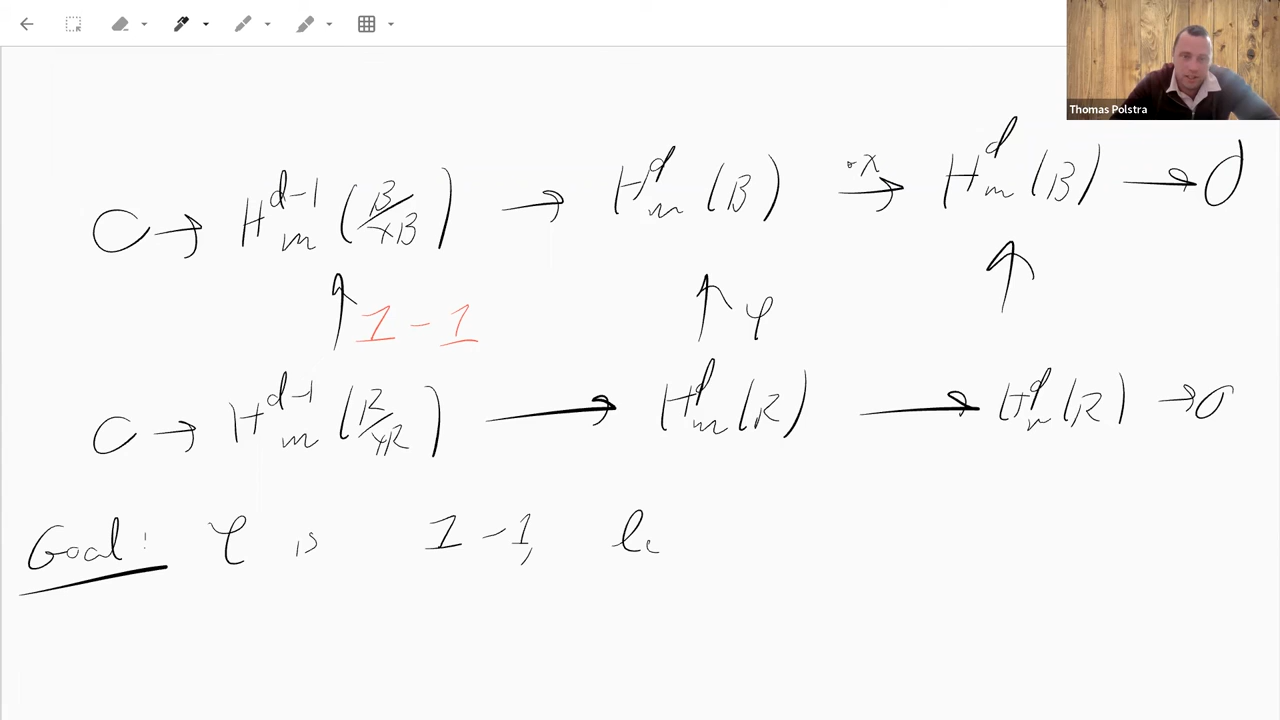 Thomas Polstra
0 → H^{d-1}_m (B/xB) → H^d_m (B) →^{·x} H^d_m (B) → 0
↑ 1-1 ↑ φ ↑
0 → H^{d-1}_m (R/xR) → H^d_m (R) → H^d_m (R) → 0
Goal: φ is 1-1,